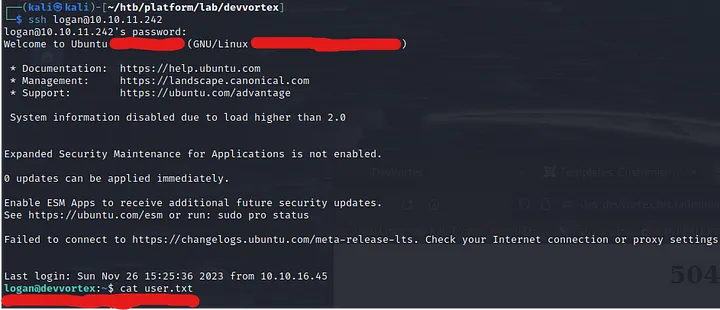 (kali㉿kali)-[~/htb/platform/lab/devvortex]
$ ssh logan@10.10.11.242
logan@10.10.11.242's password:
Welcome to Ubuntu (GNU/Linux )
* Documentation: https://help.ubuntu.com
* Management: https://landscape.canonical.com
* Support: https://ubuntu.com/advantage
System information disabled due to load higher than 2.0
Expanded Security Maintenance for Applications is not enabled.
0 updates can be applied immediately.
Enable ESM Apps to receive additional future security updates.
See https://ubuntu.com/esm or run: sudo pro status
Failed to connect to https://changelogs.ubuntu.com/meta-release-lts. Check your Internet connection or proxy settings
Last login: Sun Nov 26 15:25:36 2023 from 10.10.16.45
logan@devvortex:~$ cat user.txt
504